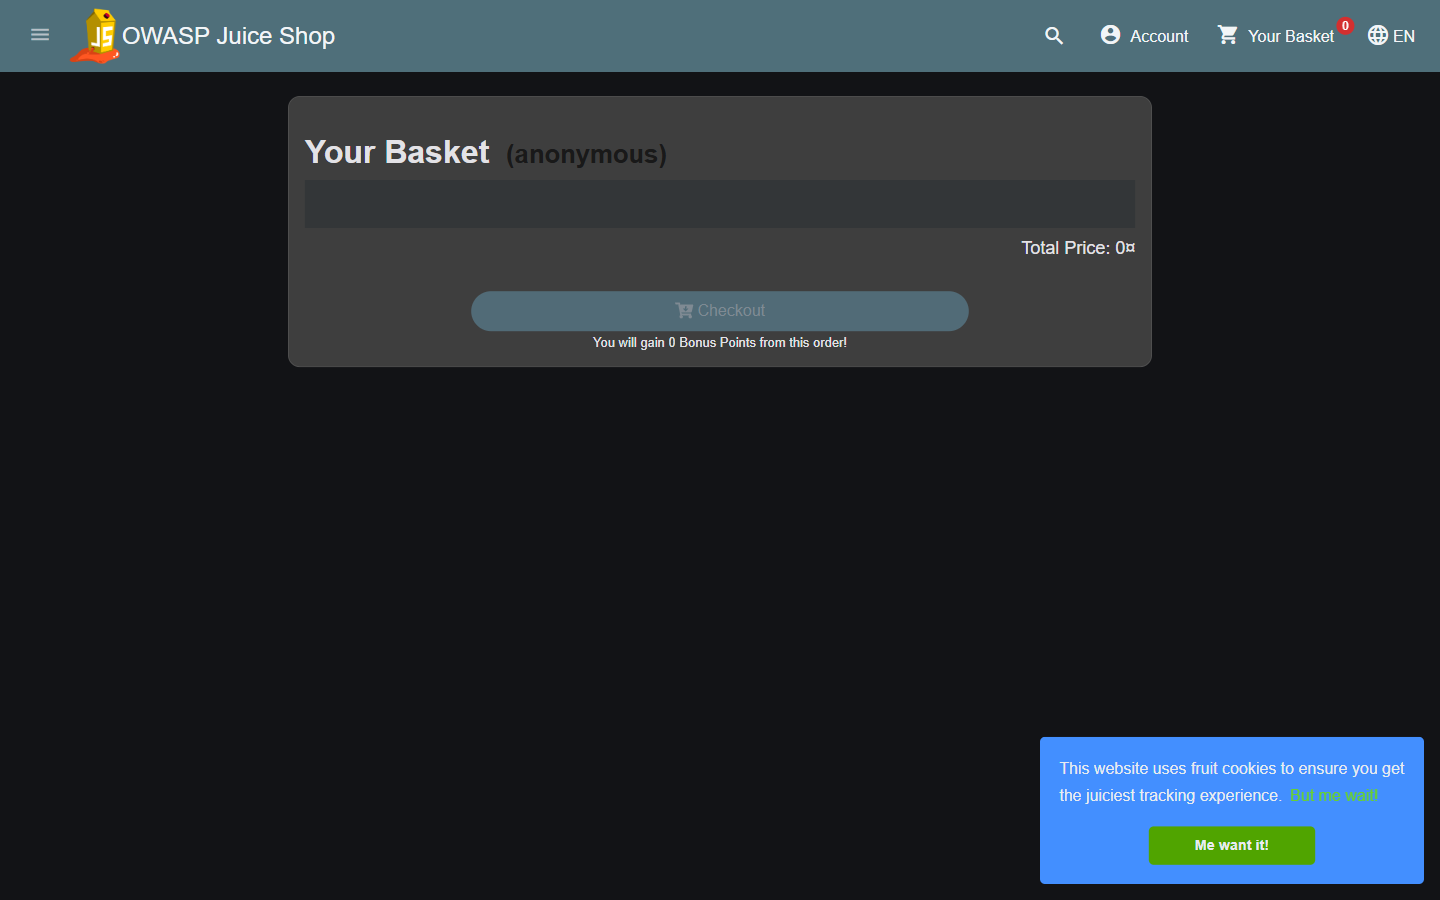 OWASP Juice Shop
Account
Your Basket
0
EN
Your Basket (anonymous)
Total Price: 0¤
Checkout
You will gain 0 Bonus Points from this order!
This website uses fruit cookies to ensure you get
the juiciest tracking experience. But me wait!
Me want it!